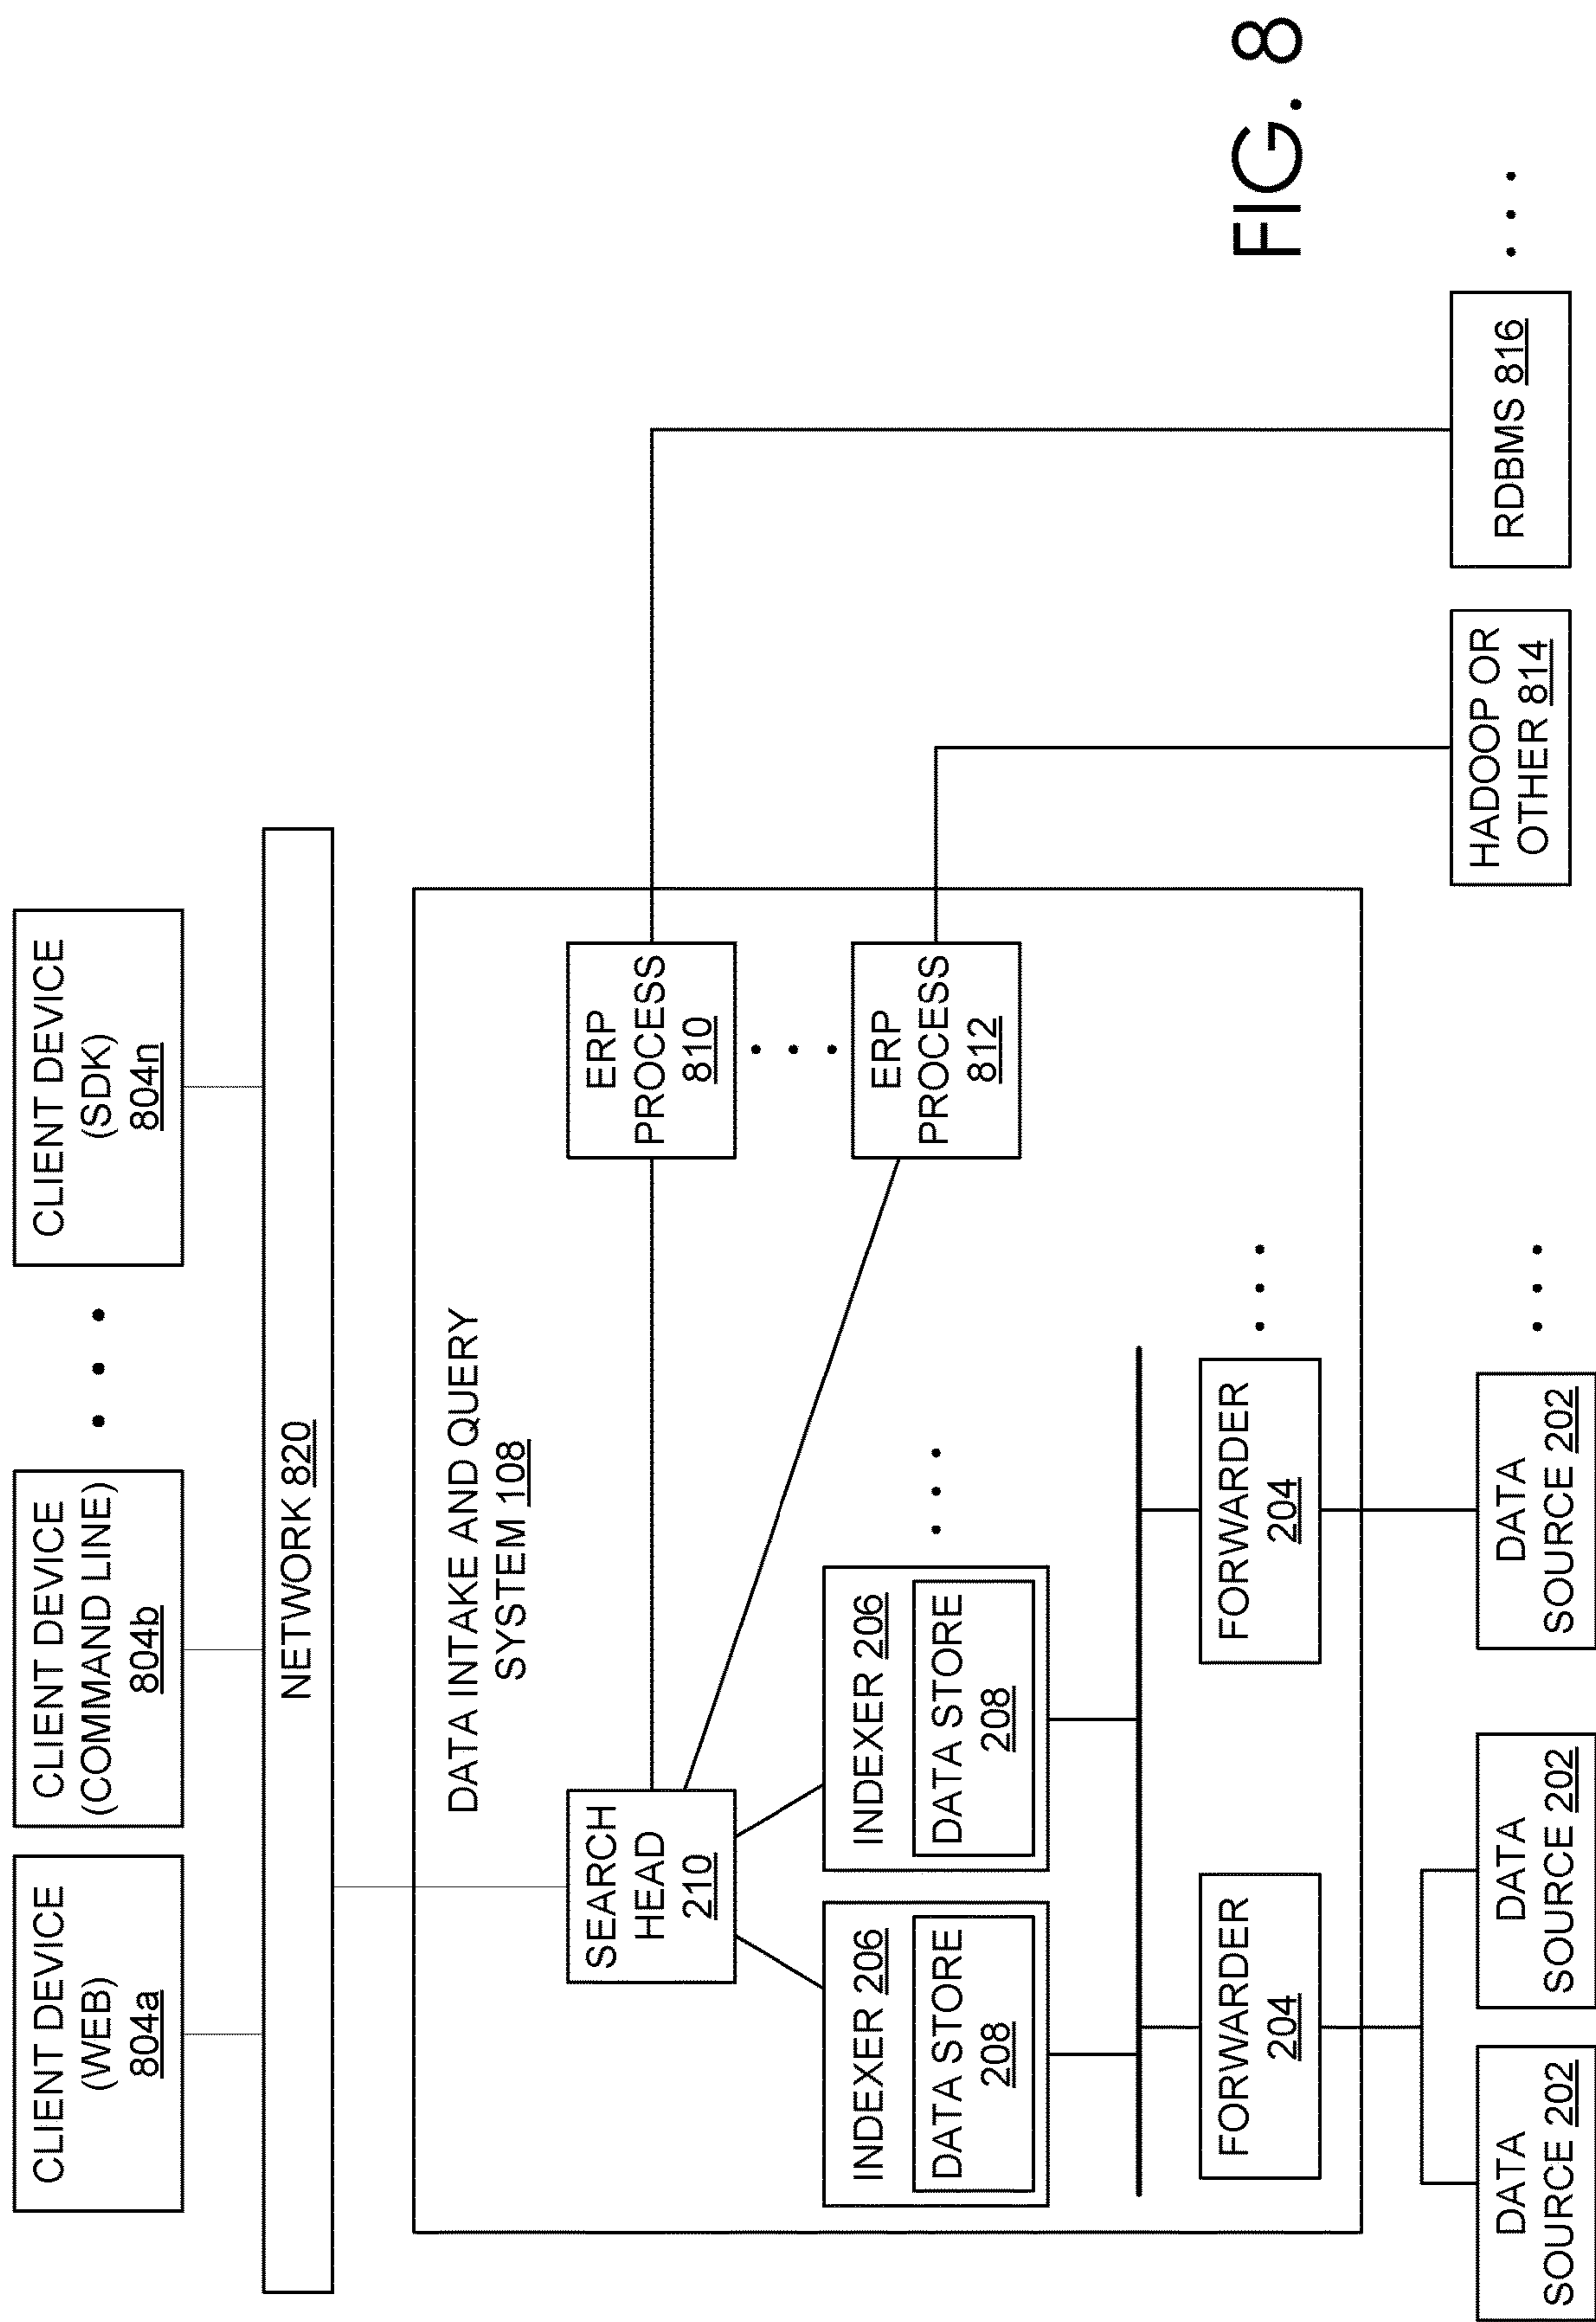 CLIENT DEVICE
(WEB)
804a
CLIENT DEVICE
(COMMAND LINE)
804b
CLIENT DEVICE
(SDK)
804n
NETWORK 820
DATA INTAKE AND QUERY
SYSTEM 108
SEARCH
HEAD
210
ERP
PROCESS
810
ERP
PROCESS
812
INDEXER 206
DATA STORE
208
INDEXER 206
DATA STORE
208
FORWARDER
204
FORWARDER
204
DATA
SOURCE 202
DATA
SOURCE 202
DATA
SOURCE 202
HADOOP OR
OTHER 814
RDBMS 816
FIG. 8